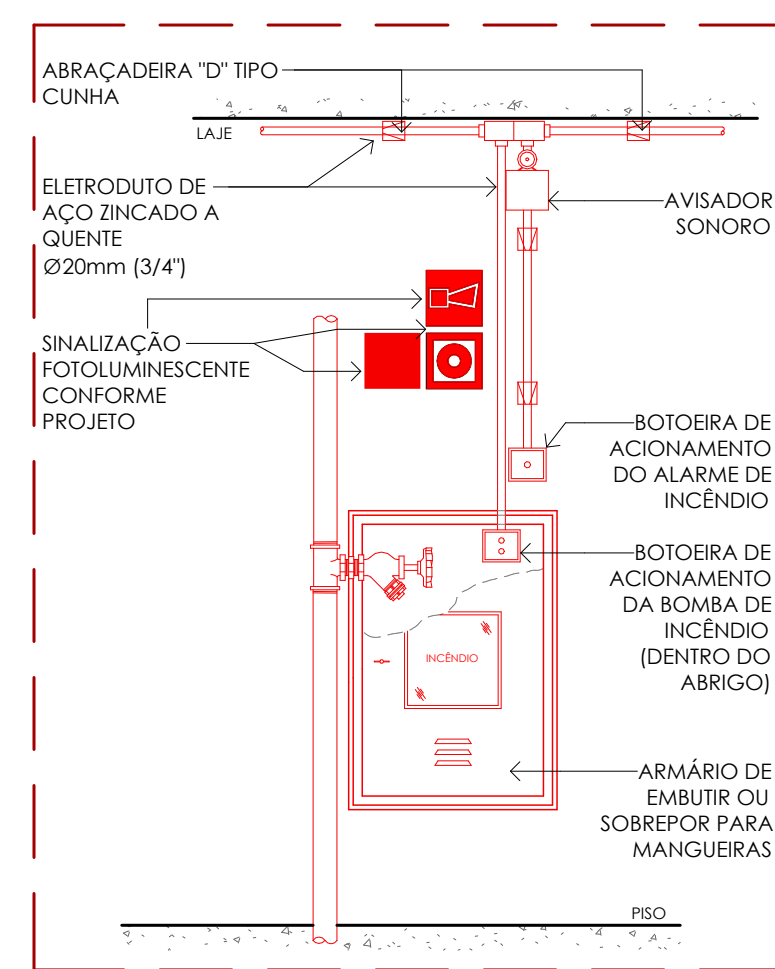 ABRAÇADEIRA "D" TIPO
CUNHA
LAJE
ELETRODUTO DE
AÇO ZINCADO A
QUENTE
Ø20mm (3/4")
AVISADOR
SONORO
SINALIZAÇÃO
FOTOLUMINESCENTE
CONFORME
PROJETO
BOTOEIRA DE
ACIONAMENTO
DO ALARME DE
INCÊNDIO
BOTOEIRA DE
ACIONAMENTO
DA BOMBA DE
INCÊNDIO
(DENTRO DO
ABRIGO)
INCÊNDIO
ARMÁRIO DE
EMBUTIR OU
SOBREPOR PARA
MANGUEIRAS
PISO